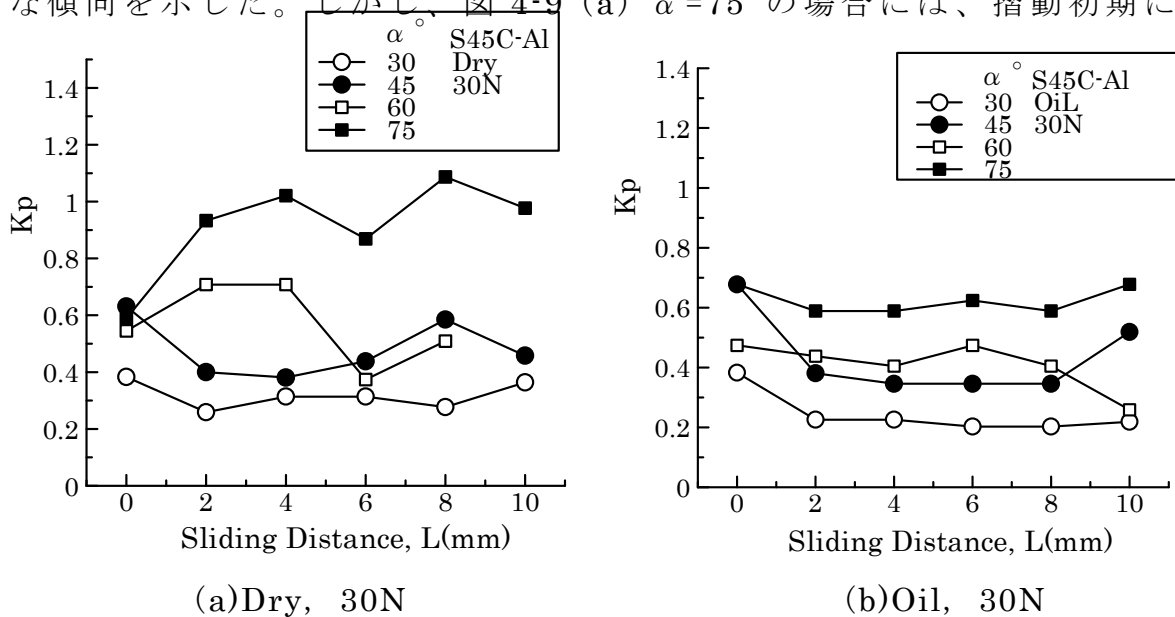 な傾向を示した。しかし、図 4-9 (a) α=75°の場合には、摺動初期に
α° S45C-Al
30 Dry
45 30N
60
75
1.4
1.2
1
0.8
0.6
0.4
0.2
0
Kp
0 2 4 6 8 10
Sliding Distance, L(mm)
(a)Dry, 30N
α° S45C-Al
30 OiL
45 30N
60
75
1.4
1.2
1
0.8
0.6
0.4
0.2
0
Kp
0 2 4 6 8 10
Sliding Distance, L(mm)
(b)Oil, 30N